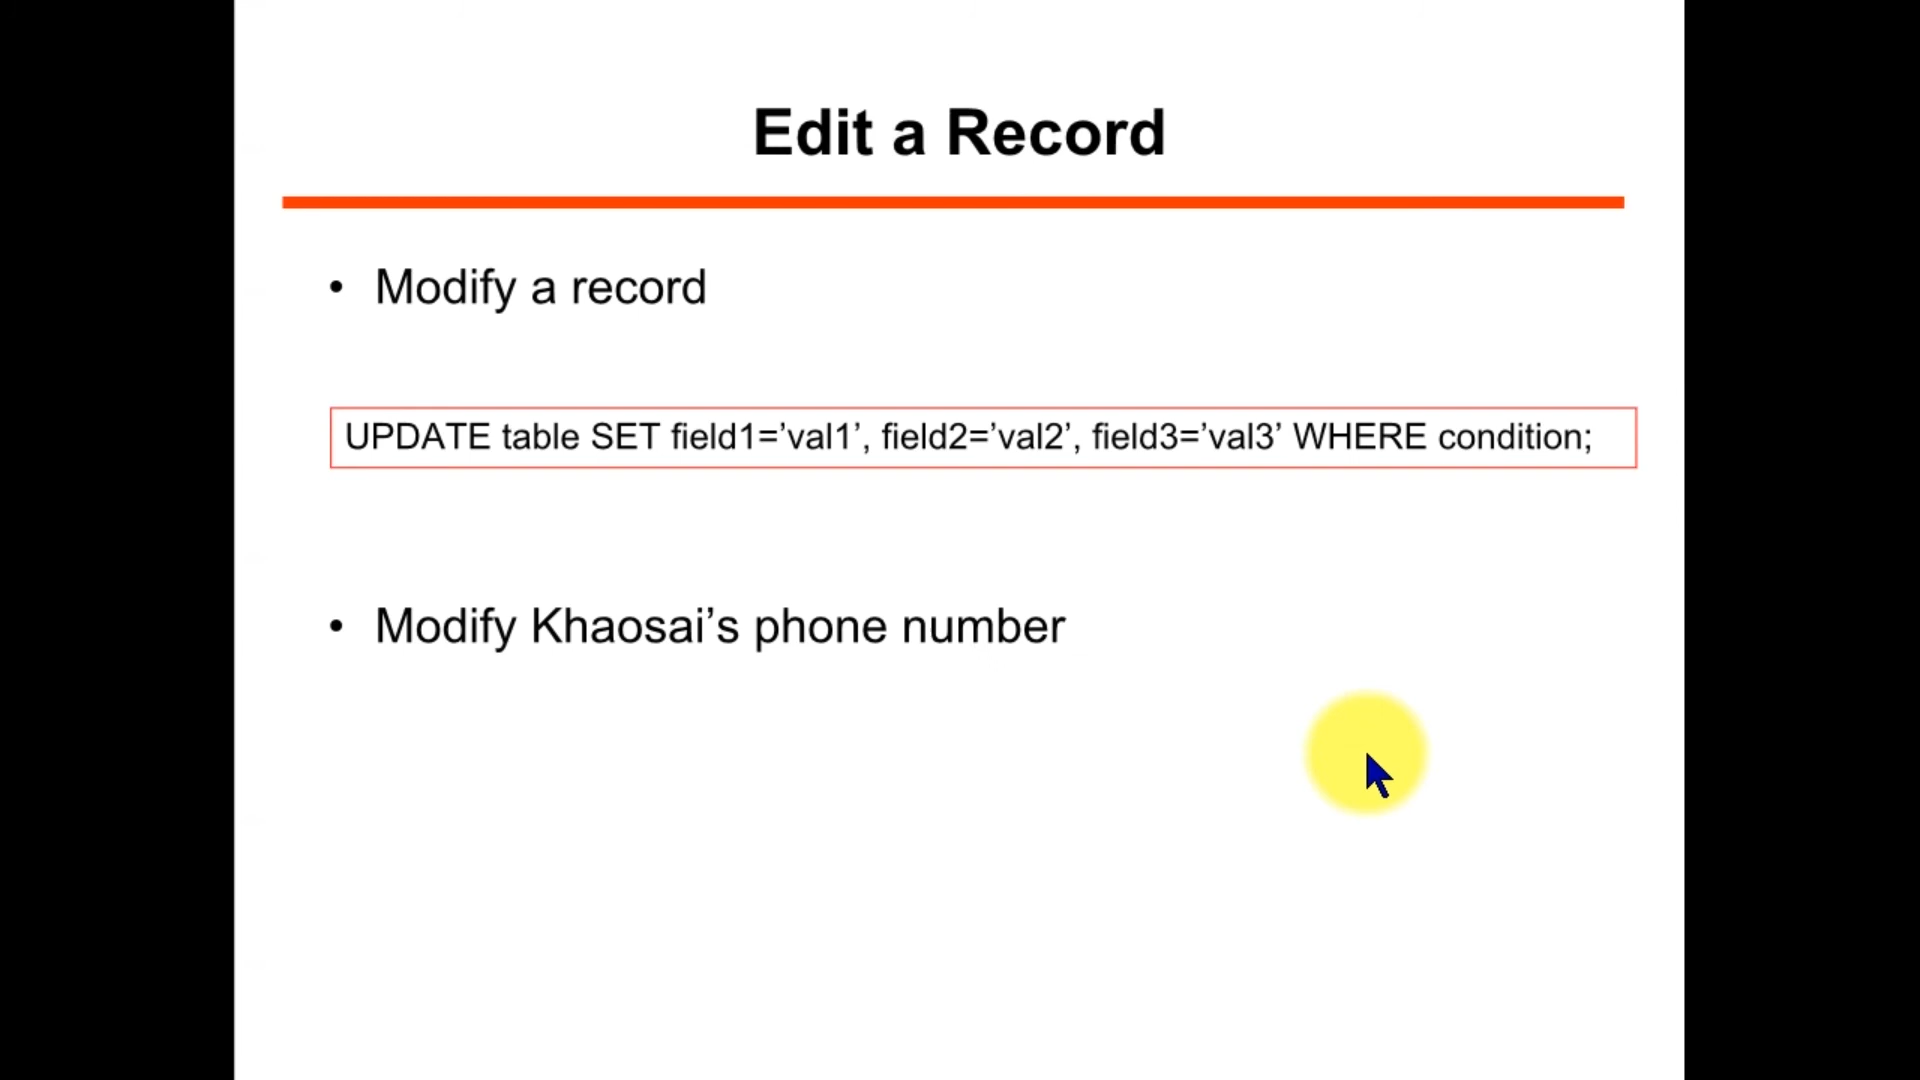 Edit a Record
• Modify a record
UPDATE table SET field1=’val1’, field2=’val2’, field3=’val3’ WHERE condition;
• Modify Khaosai’s phone number